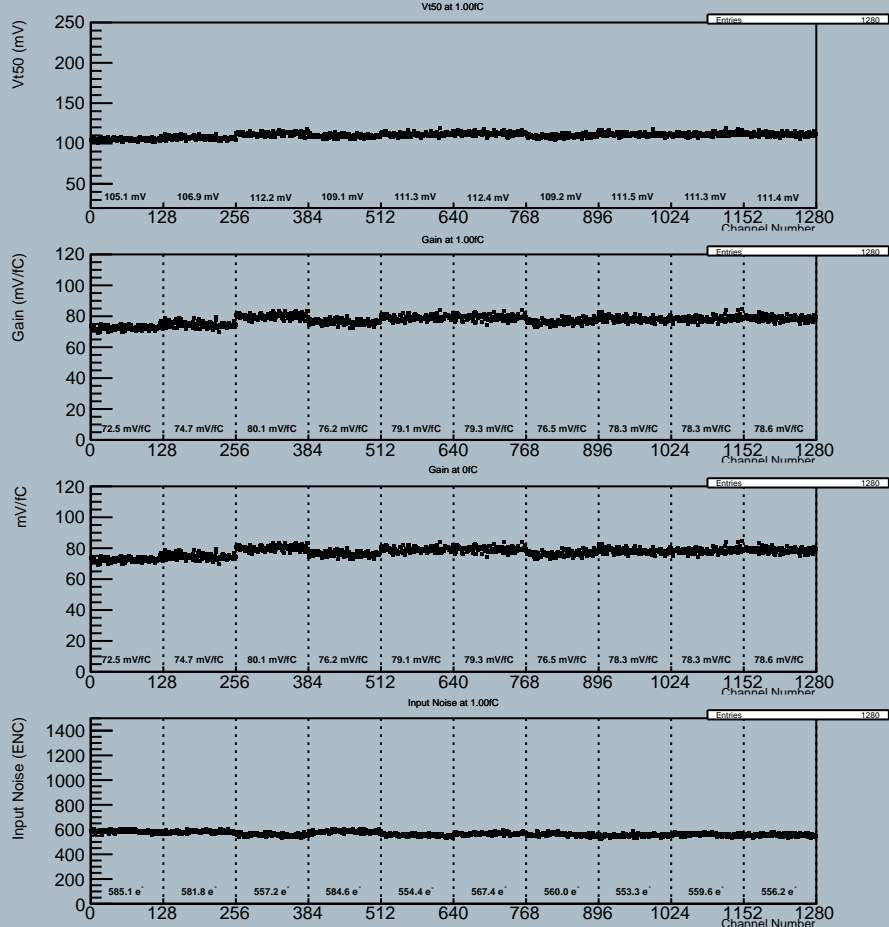 Vt50 at 1.00fC
Entries 1280
Vt50 (mV)
250
200
150
100
50
105.1 mV 106.9 mV 112.2 mV 109.1 mV 111.3 mV 112.4 mV 109.2 mV 111.5 mV 111.3 mV 111.4 mV
0 128 256 384 512 640 768 896 1024 1152 1280
Channel Number
Gain at 1.00fC
Entries 1280
Gain (mV/fC)
120
100
80
60
40
20
0
72.5 mV/fC 74.7 mV/fC 80.1 mV/fC 76.2 mV/fC 79.1 mV/fC 79.3 mV/fC 76.5 mV/fC 78.3 mV/fC 78.3 mV/fC 78.6 mV/fC
0 128 256 384 512 640 768 896 1024 1152 1280
Channel Number
Gain at 0fC
Entries 1280
mV/fC
120
100
80
60
40
20
0
72.5 mV/fC 74.7 mV/fC 80.1 mV/fC 76.2 mV/fC 79.1 mV/fC 79.3 mV/fC 76.5 mV/fC 78.3 mV/fC 78.3 mV/fC 78.6 mV/fC
0 128 256 384 512 640 768 896 1024 1152 1280
Channel Number
Input Noise at 1.00fC
Entries 1280
Input Noise (ENC)
1400
1200
1000
800
600
400
200
0
585.1 e⁻ 581.8 e⁻ 557.2 e⁻ 584.6 e⁻ 554.4 e⁻ 567.4 e⁻ 560.0 e⁻ 553.3 e⁻ 559.6 e⁻ 556.2 e⁻
0 128 256 384 512 640 768 896 1024 1152 1280
Channel Number